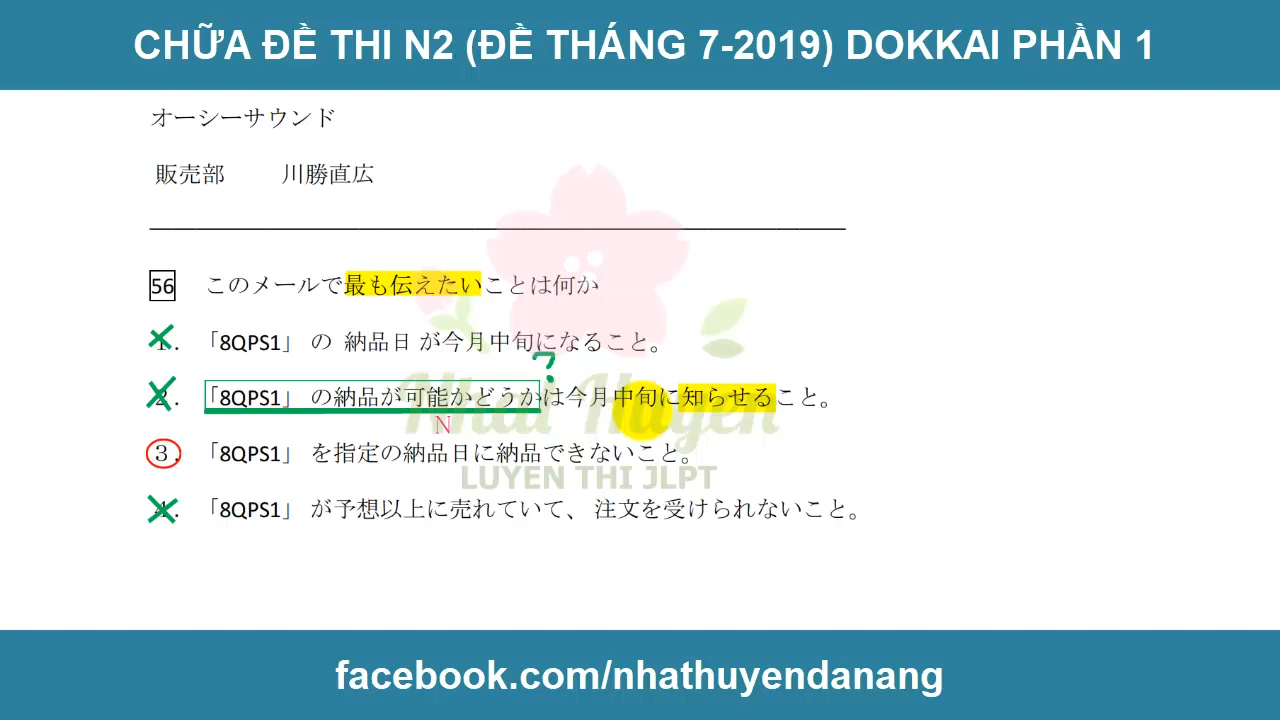 CHỮA ĐỀ THI N2 (ĐỀ THÁNG 7-2019) DOKKAI PHẦN 1
オーシーサウンド
販売部 川勝直広
56 このメールで最も伝えたいことは何か
1. 「8QPS1」 の 納品日 が今月中旬になること。
?
2. 「8QPS1」 の納品が可能かどうかは今月中旬に知らせること。
N
Nhat Huyen
3. 「8QPS1」 を指定の納品日に納品できないこと。
LUYEN THI JLPT
4. 「8QPS1」 が予想以上に売れていて、 注文を受けられないこと。
facebook.com/nhathuyendanang